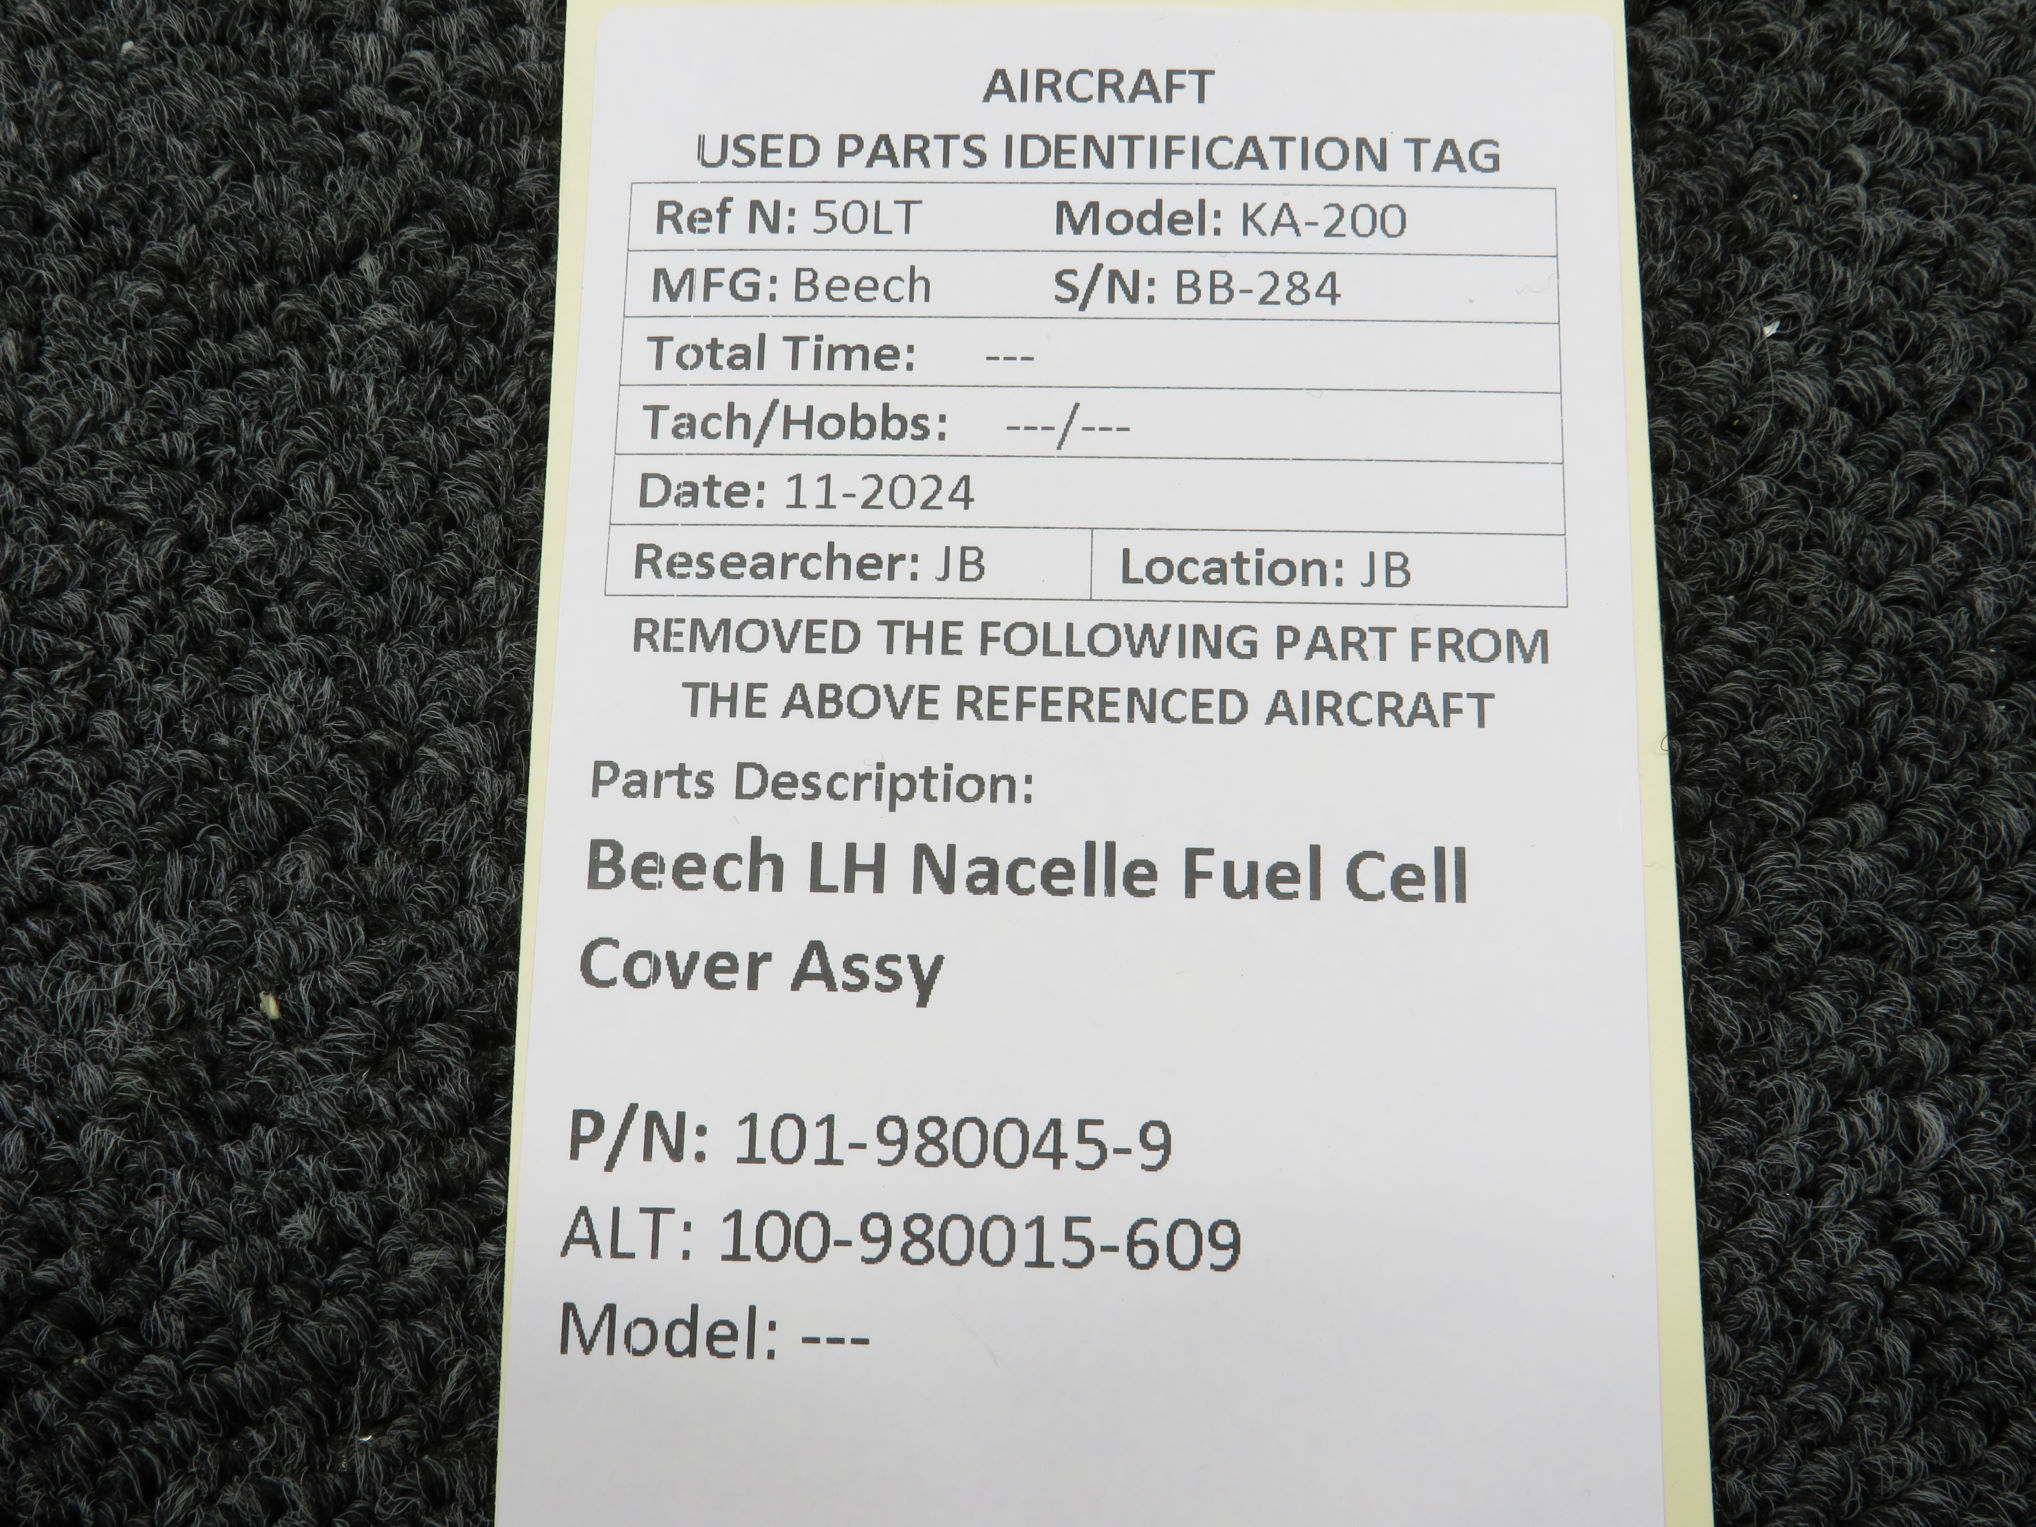 AIRCRAFT
USED PARTS IDENTIFICATION TAG
Ref N: 50LT Model: KA-200
MFG: Beech S/N: BB-284
Total Time: ---
Tach/Hobbs: ---/---
Date: 11-2024
Researcher: JB Location: JB
REMOVED THE FOLLOWING PART FROM
THE ABOVE REFERENCED AIRCRAFT
Parts Description:
Beech LH Nacelle Fuel Cell
Cover Assy
P/N: 101-980045-9
ALT: 100-980015-609
Model: ---